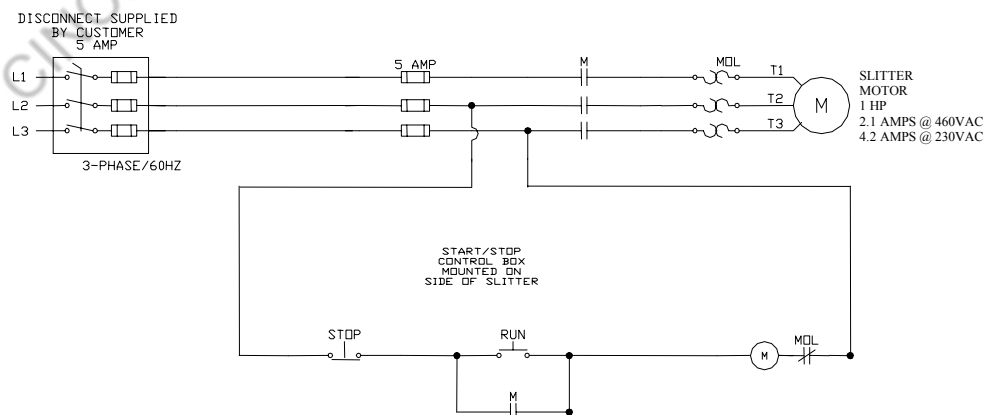 DISCONNECT SUPPLIED
BY CUSTOMER
5 AMP
L1
L2
L3
3-PHASE/60HZ
5 AMP
M
MOL
T1
T2
T3
M
SLITTER
MOTOR
1 HP
2.1 AMPS @ 460VAC
4.2 AMPS @ 230VAC
START/STOP
CONTROL BOX
MOUNTED ON
SIDE OF SLITTER
STOP
RUN
M
M
MOL